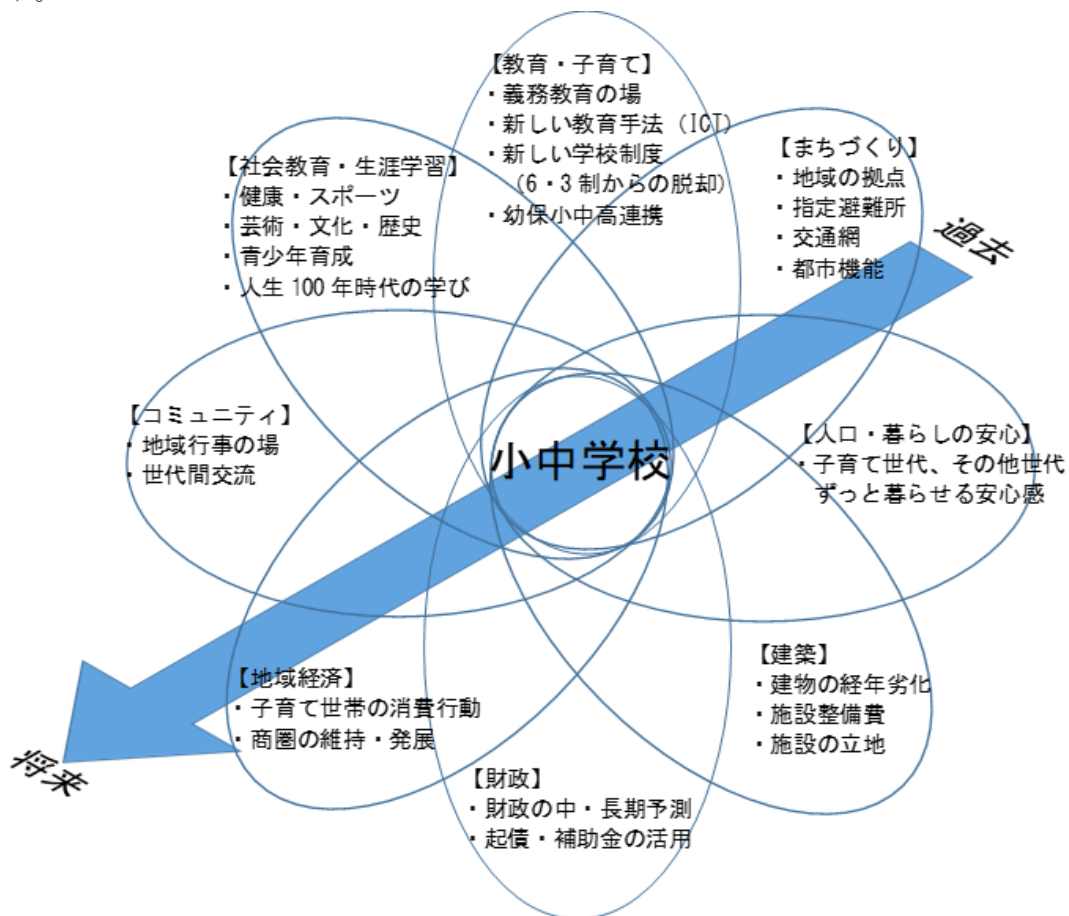 す。
【教育・子育て】
・義務教育の場
・新しい教育手法（ICT）
・新しい学校制度
（6・3制からの脱却）
・幼保小中高連携
【まちづくり】
・地域の拠点
・指定避難所
・交通網
・都市機能
過去
【社会教育・生涯学習】
・健康・スポーツ
・芸術・文化・歴史
・青少年育成
・人生100年時代の学び
【コミュニティ】
・地域行事の場
・世代間交流
小中学校
【人口・暮らしの安心】
・子育て世代、その他世代
ずっと暮らせる安心感
【地域経済】
・子育て世帯の消費行動
・商圏の維持・発展
将来
【建築】
・建物の経年劣化
・施設整備費
・施設の立地
【財政】
・財政の中・長期予測
・起債・補助金の活用